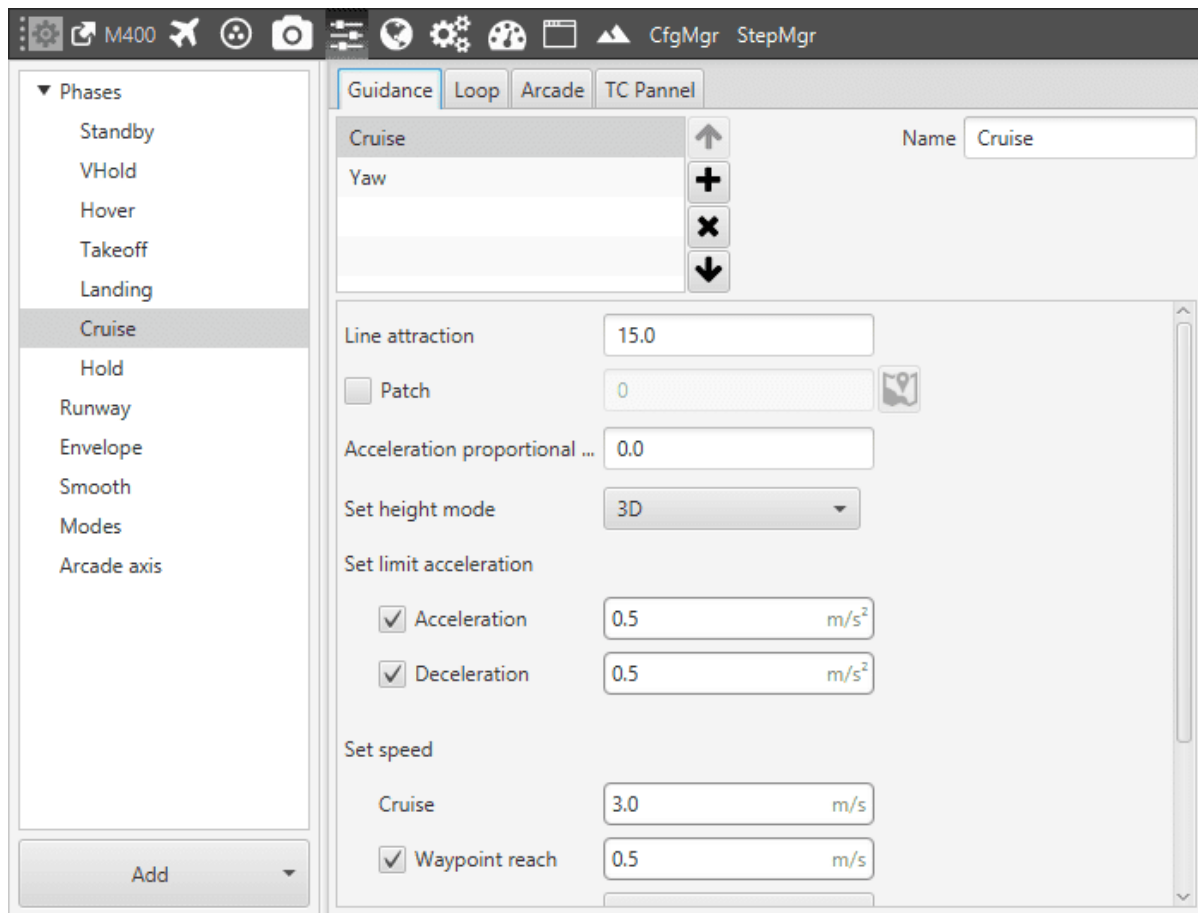 M400 CfgMgr StepMgr
Phases
Standby
VHold
Hover
Takeoff
Landing
Cruise
Hold
Runway
Envelope
Smooth
Modes
Arcade axis
Add
Guidance Loop Arcade TC Pannel
Cruise
Yaw
Name Cruise
Line attraction 15.0
Patch 0
Acceleration proportional ... 0.0
Set height mode 3D
Set limit acceleration
Acceleration 0.5 m/s²
Deceleration 0.5 m/s²
Set speed
Cruise 3.0 m/s
Waypoint reach 0.5 m/s